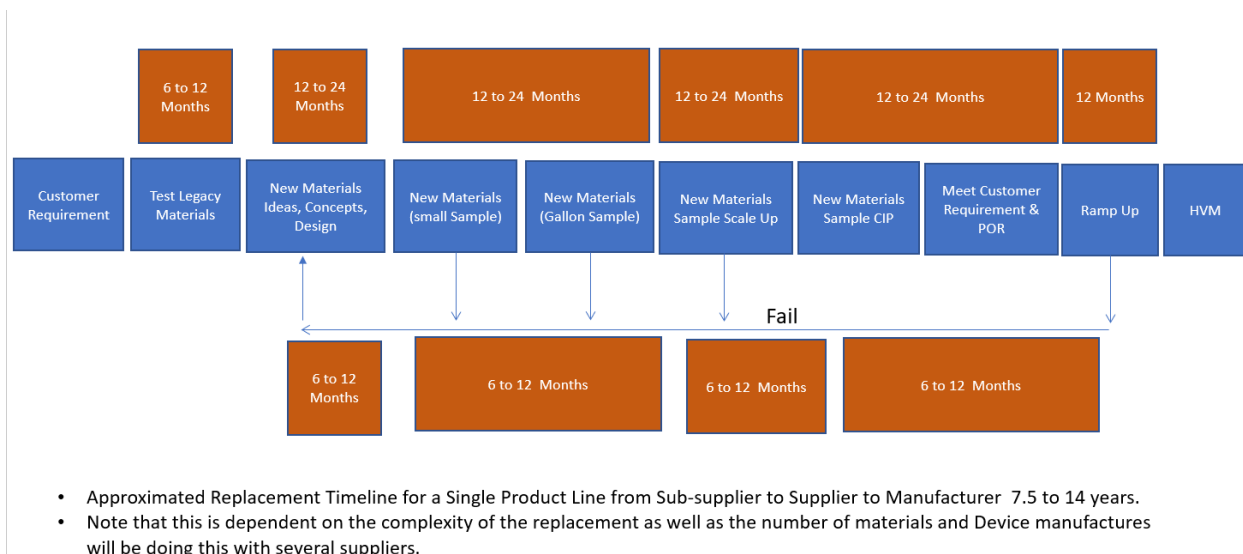 6 to 12
Months
12 to 24
Months
12 to 24  Months
12 to 24  Months
12 to 24  Months
12 Months
Customer
Requirement
Test Legacy
Materials
New Materials
Ideas, Concepts,
Design
New Materials
(small Sample)
New Materials
(Gallon Sample)
New Materials
Sample Scale Up
New Materials
Sample CIP
Meet Customer
Requirement &
POR
Ramp Up
HVM
Fail
6 to 12
Months
6 to 12  Months
6 to 12  Months
6 to 12  Months
• Approximated Replacement Timeline for a Single Product Line from Sub-supplier to Supplier to Manufacturer  7.5 to 14 years.
• Note that this is dependent on the complexity of the replacement as well as the number of materials and Device manufactures
will be doing this with several suppliers.